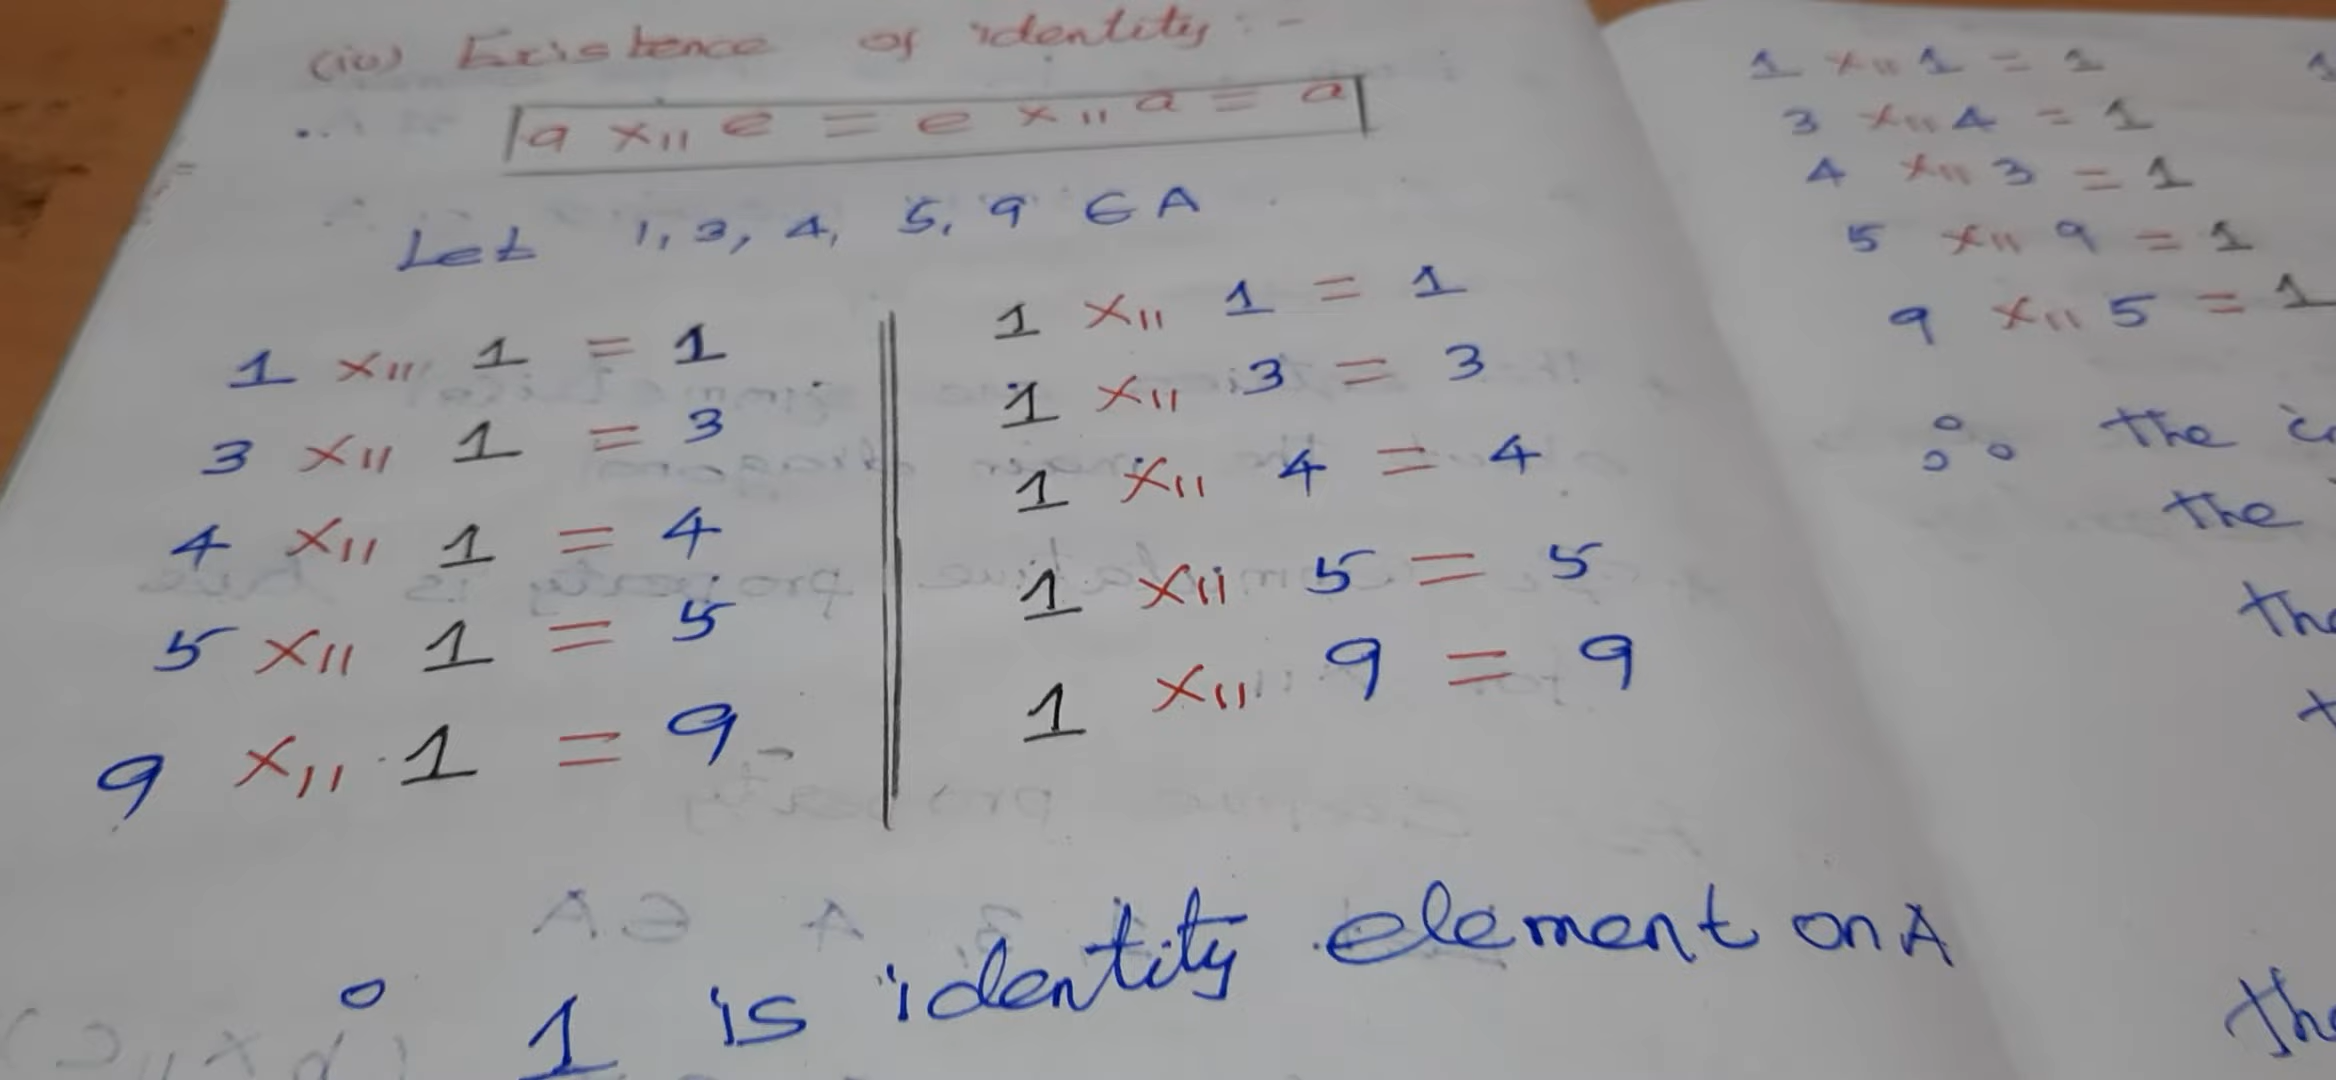 (iv) Existence of identity :-
a ×₁₁ e = e ×₁₁ a = a
Let 1, 3, 4, 5, 9 ∈ A
1 ×₁₁ 1 = 1
3 ×₁₁ 1 = 3
4 ×₁₁ 1 = 4
5 ×₁₁ 1 = 5
9 ×₁₁ 1 = 9
1 ×₁₁ 1 = 1
1 ×₁₁ 3 = 3
1 ×₁₁ 4 = 4
1 ×₁₁ 5 = 5
1 ×₁₁ 9 = 9
1 is identity element on A
1 ×₁₁ 1 = 1
3 ×₁₁ 4 = 1
4 ×₁₁ 3 = 1
5 ×₁₁ 9 = 1
9 ×₁₁ 5 = 1
∴ the
the